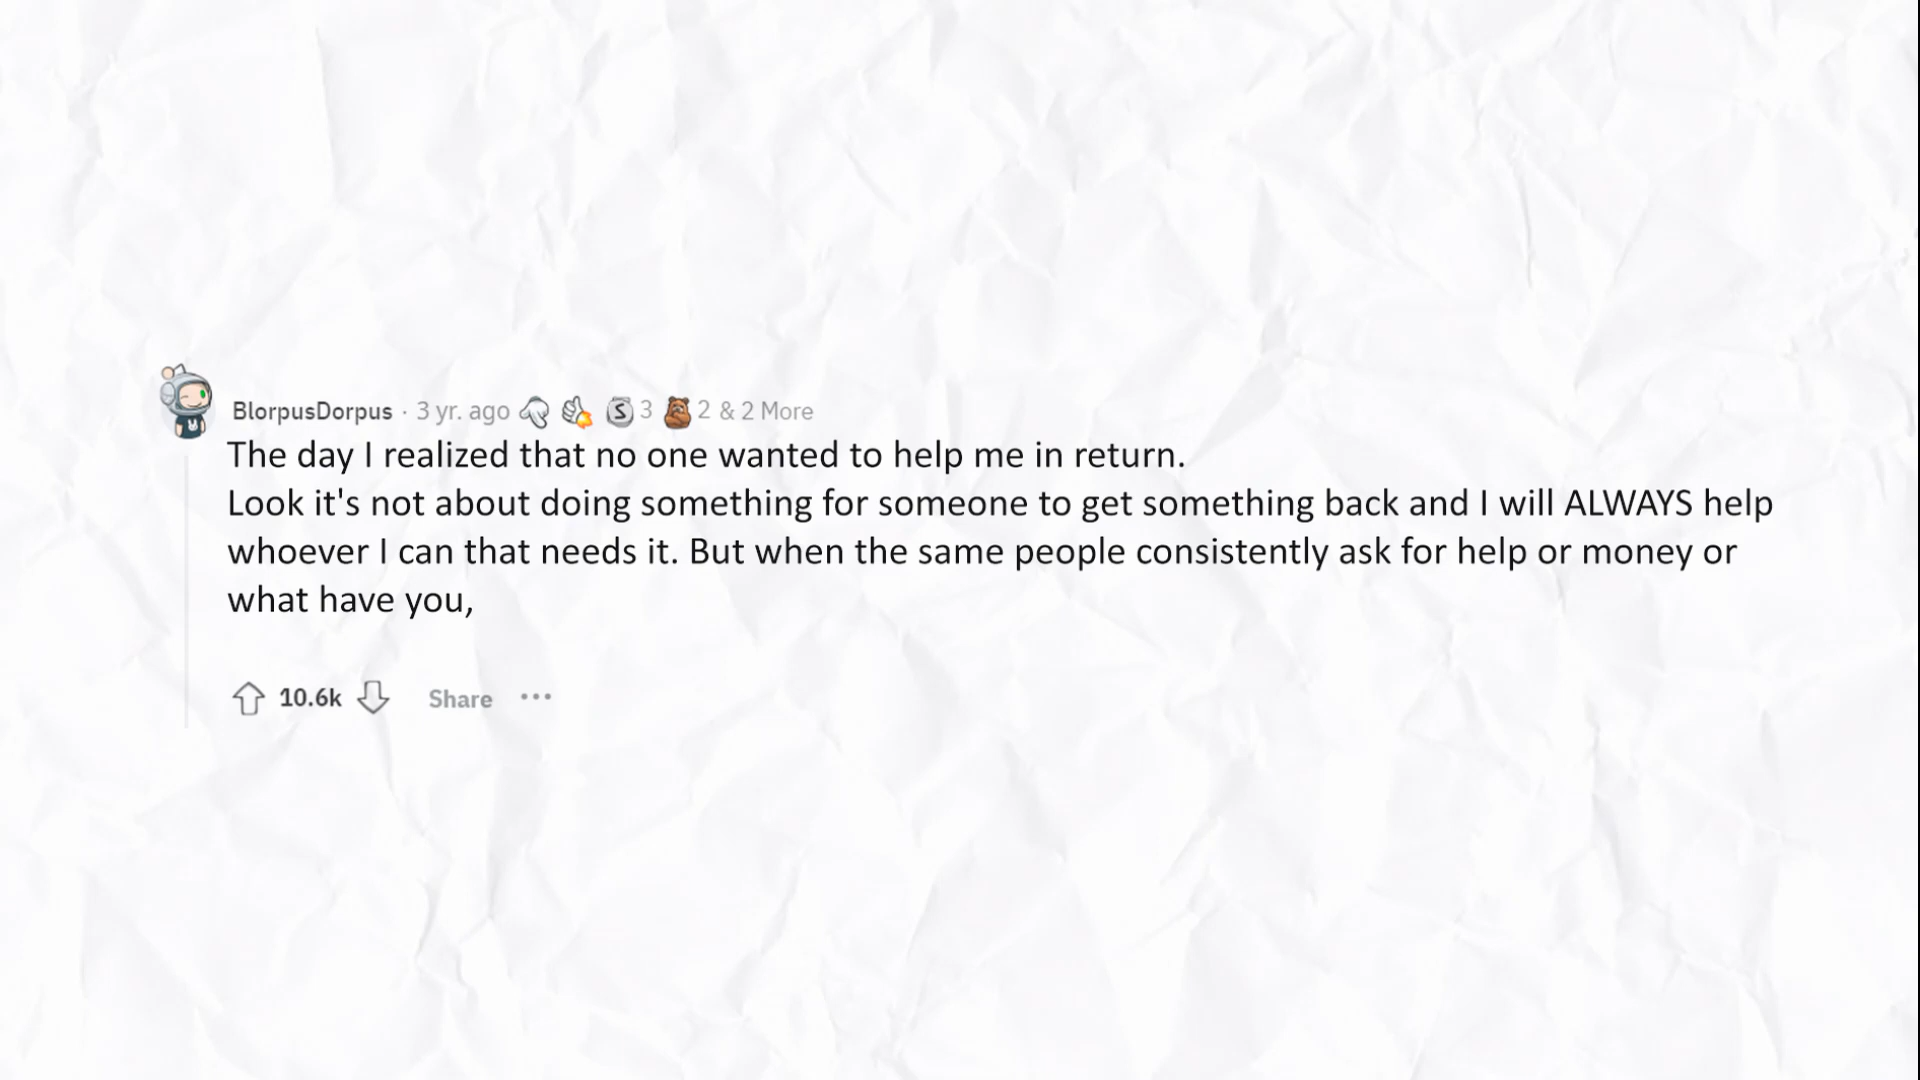 BlorpusDorpus · 3 yr. ago S 3 2 & 2 More
The day I realized that no one wanted to help me in return.
Look it's not about doing something for someone to get something back and I will ALWAYS help
whoever I can that needs it. But when the same people consistently ask for help or money or
what have you,
10.6k Share ···